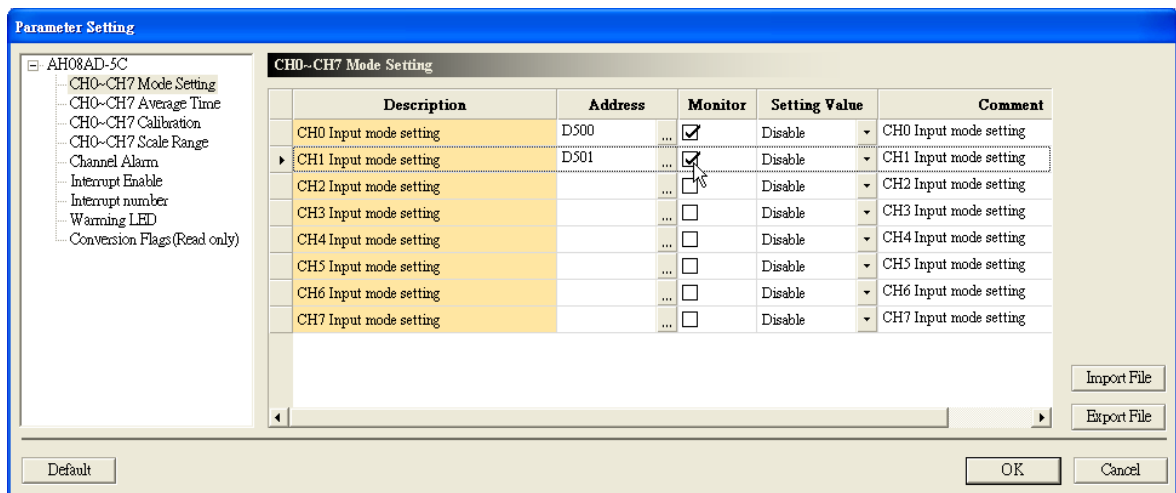 Parameter Setting
AH08AD-5C
CH0~CH7 Mode Setting
CH0~CH7 Average Time
CH0~CH7 Calibration
CH0~CH7 Scale Range
Channel Alarm
Interrupt Enable
Interrupt number
Warning LED
Conversion Flags(Read only)
CH0~CH7 Mode Setting
Description Address Monitor Setting Value Comment
CH0 Input mode setting D500 ... Disable CH0 Input mode setting
CH1 Input mode setting D501 ... Disable CH1 Input mode setting
CH2 Input mode setting ... Disable CH2 Input mode setting
CH3 Input mode setting ... Disable CH3 Input mode setting
CH4 Input mode setting ... Disable CH4 Input mode setting
CH5 Input mode setting ... Disable CH5 Input mode setting
CH6 Input mode setting ... Disable CH6 Input mode setting
CH7 Input mode setting ... Disable CH7 Input mode setting
Import File
Export File
Default OK Cancel